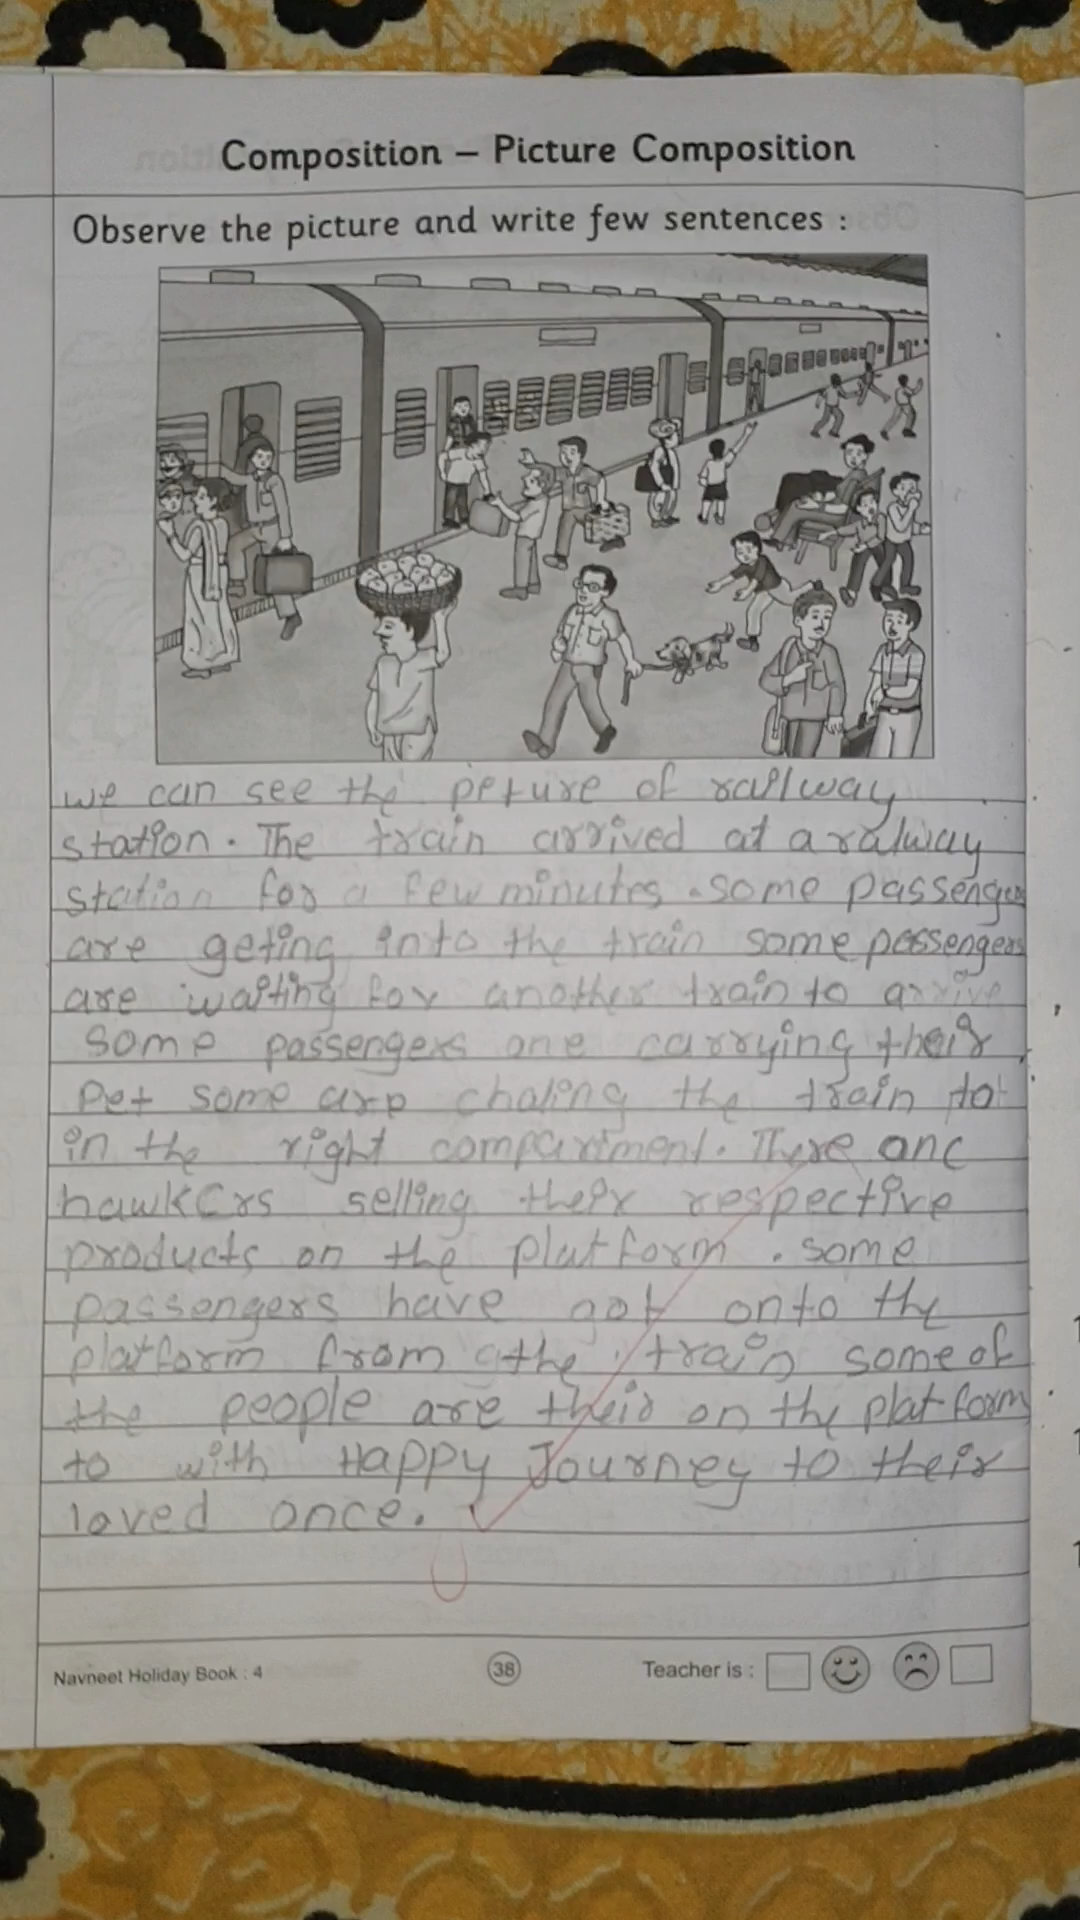 Composition – Picture Composition
Observe the picture and write few sentences :
we can see the peture of railway
station. The train arrived at a ralway
station for a few minutes. some passengers
are geting into the train some passengers
are waiting for another train to arrive
some passengers are carrying their
Pet some are chaling the train to
in the right compartment. There are
hawkers selling their respective
products on the platform. some
passengers have got onto the
platform from the train some of
the people are their on the platform
to with Happy Journey to their
loved once.
Navneet Holiday Book : 4
38
Teacher is :